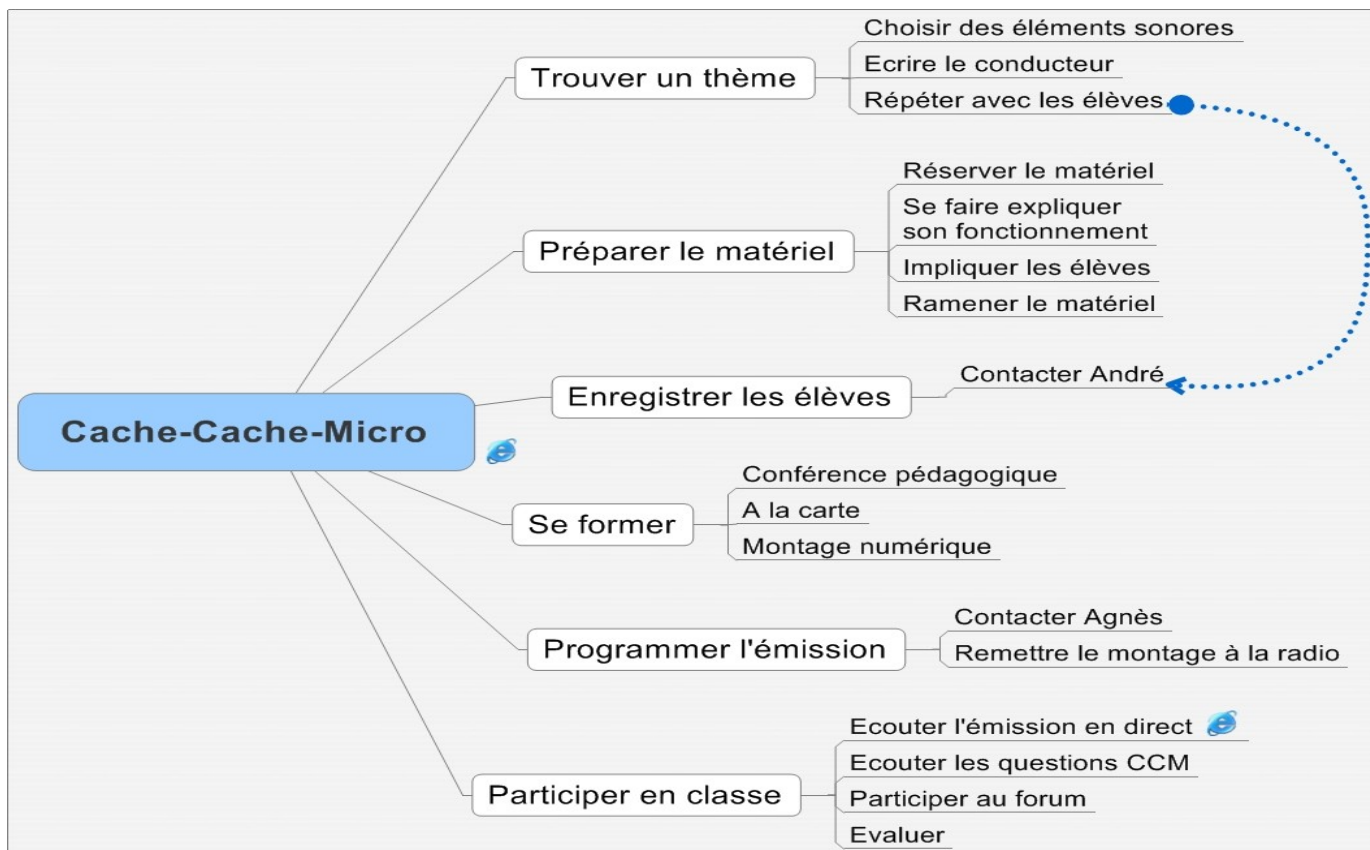 Cache-Cache-Micro
Trouver un thème
Choisir des éléments sonores
Ecrire le conducteur
Répéter avec les élèves
Préparer le matériel
Réserver le matériel
Se faire expliquer
son fonctionnement
Impliquer les élèves
Ramener le matériel
Enregistrer les élèves
Contacter André
Se former
Conférence pédagogique
A la carte
Montage numérique
Programmer l'émission
Contacter Agnès
Remettre le montage à la radio
Participer en classe
Ecouter l'émission en direct
Ecouter les questions CCM
Participer au forum
Evaluer